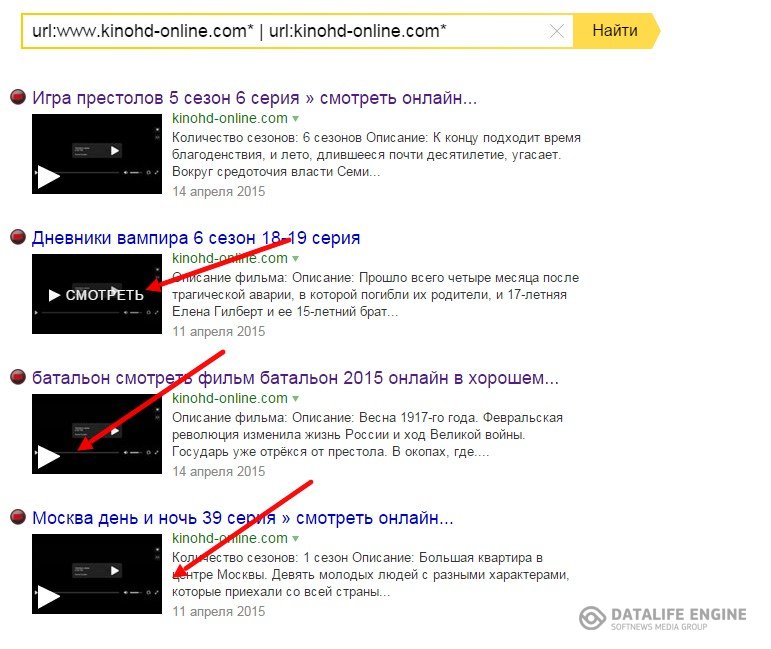 url:www.kinohd-online.com* | url:kinohd-online.com*
Найти
Игра престолов 5 сезон 6 серия » смотреть онлайн...
kinohd-online.com
Количество сезонов: 6 сезонов Описание: К концу подходит время
благоденствия, и лето, длившееся почти десятилетие, угасает.
Вокруг средоточия власти Семи...
14 апреля 2015
Дневники вампира 6 сезон 18-19 серия
kinohd-online.com
СМОТРЕТЬ
Описание фильма: Описание: Прошло всего четыре месяца после
трагической аварии, в которой погибли их родители, и 17-летняя
Елена Гилберт и ее 15-летний брат...
11 апреля 2015
батальон смотреть фильм батальон 2015 онлайн в хорошем...
kinohd-online.com
Описание фильма: Описание: Весна 1917-го года. Февральская
революция изменила жизнь России и ход Великой войны.
Государь уже отрёкся от престола. В окопах, где....
14 апреля 2015
Москва день и ночь 39 серия » смотреть онлайн...
kinohd-online.com
Количество сезонов: 1 сезон Описание: Большая квартира в
центре Москвы. Девять молодых людей с разными характерами,
которые приехали со всей страны...
11 апреля 2015
DATALIFE ENGINE
SOFTNEWS MEDIA GROUP